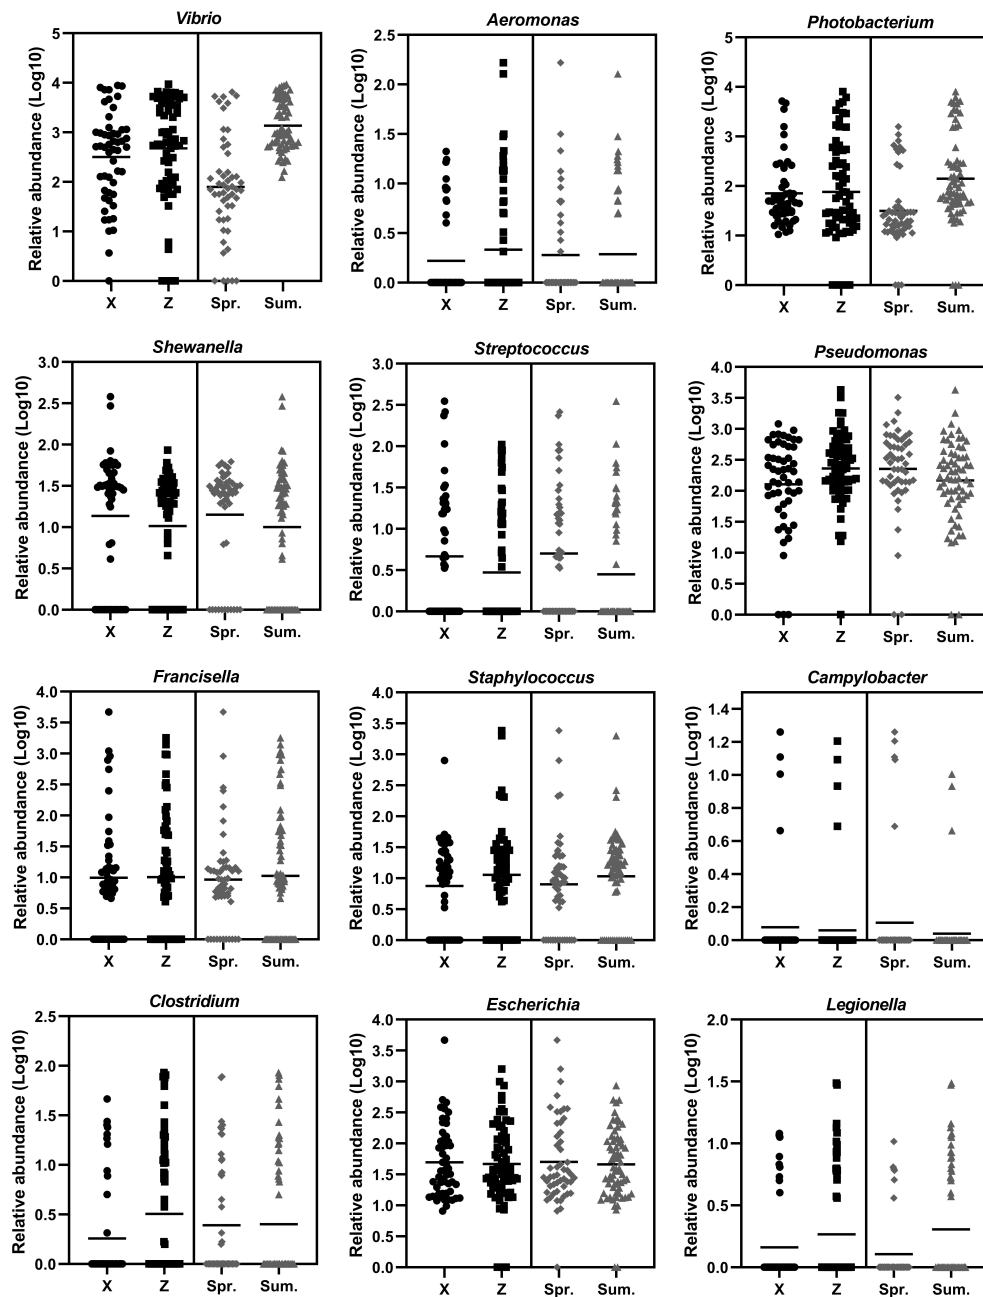 Vibrio
Relative abundance (Log10)
5
4
3
2
1
0
X Z Spr. Sum.
Aeromonas
Relative abundance (Log10)
2.5
2.0
1.5
1.0
0.5
0.0
X Z Spr. Sum.
Photobacterium
Relative abundance (Log10)
5
4
3
2
1
0
X Z Spr. Sum.
Shewanella
Relative abundance (Log10)
3.0
2.5
2.0
1.5
1.0
0.5
0.0
X Z Spr. Sum.
Streptococcus
Relative abundance (Log10)
3.0
2.5
2.0
1.5
1.0
0.5
0.0
X Z Spr. Sum.
Pseudomonas
Relative abundance (Log10)
4.0
3.5
3.0
2.5
2.0
1.5
1.0
0.5
0.0
X Z Spr. Sum.
Francisella
Relative abundance (Log10)
4.0
3.5
3.0
2.5
2.0
1.5
1.0
0.5
0.0
X Z Spr. Sum.
Staphylococcus
Relative abundance (Log10)
4.0
3.5
3.0
2.5
2.0
1.5
1.0
0.5
0.0
X Z Spr. Sum.
Campylobacter
Relative abundance (Log10)
1.4
1.2
1.0
0.8
0.6
0.4
0.2
0.0
X Z Spr. Sum.
Clostridium
Relative abundance (Log10)
2.5
2.0
1.5
1.0
0.5
0.0
X Z Spr. Sum.
Escherichia
Relative abundance (Log10)
4.0
3.5
3.0
2.5
2.0
1.5
1.0
0.5
0.0
X Z Spr. Sum.
Legionella
Relative abundance (Log10)
2.0
1.5
1.0
0.5
0.0
X Z Spr. Sum.